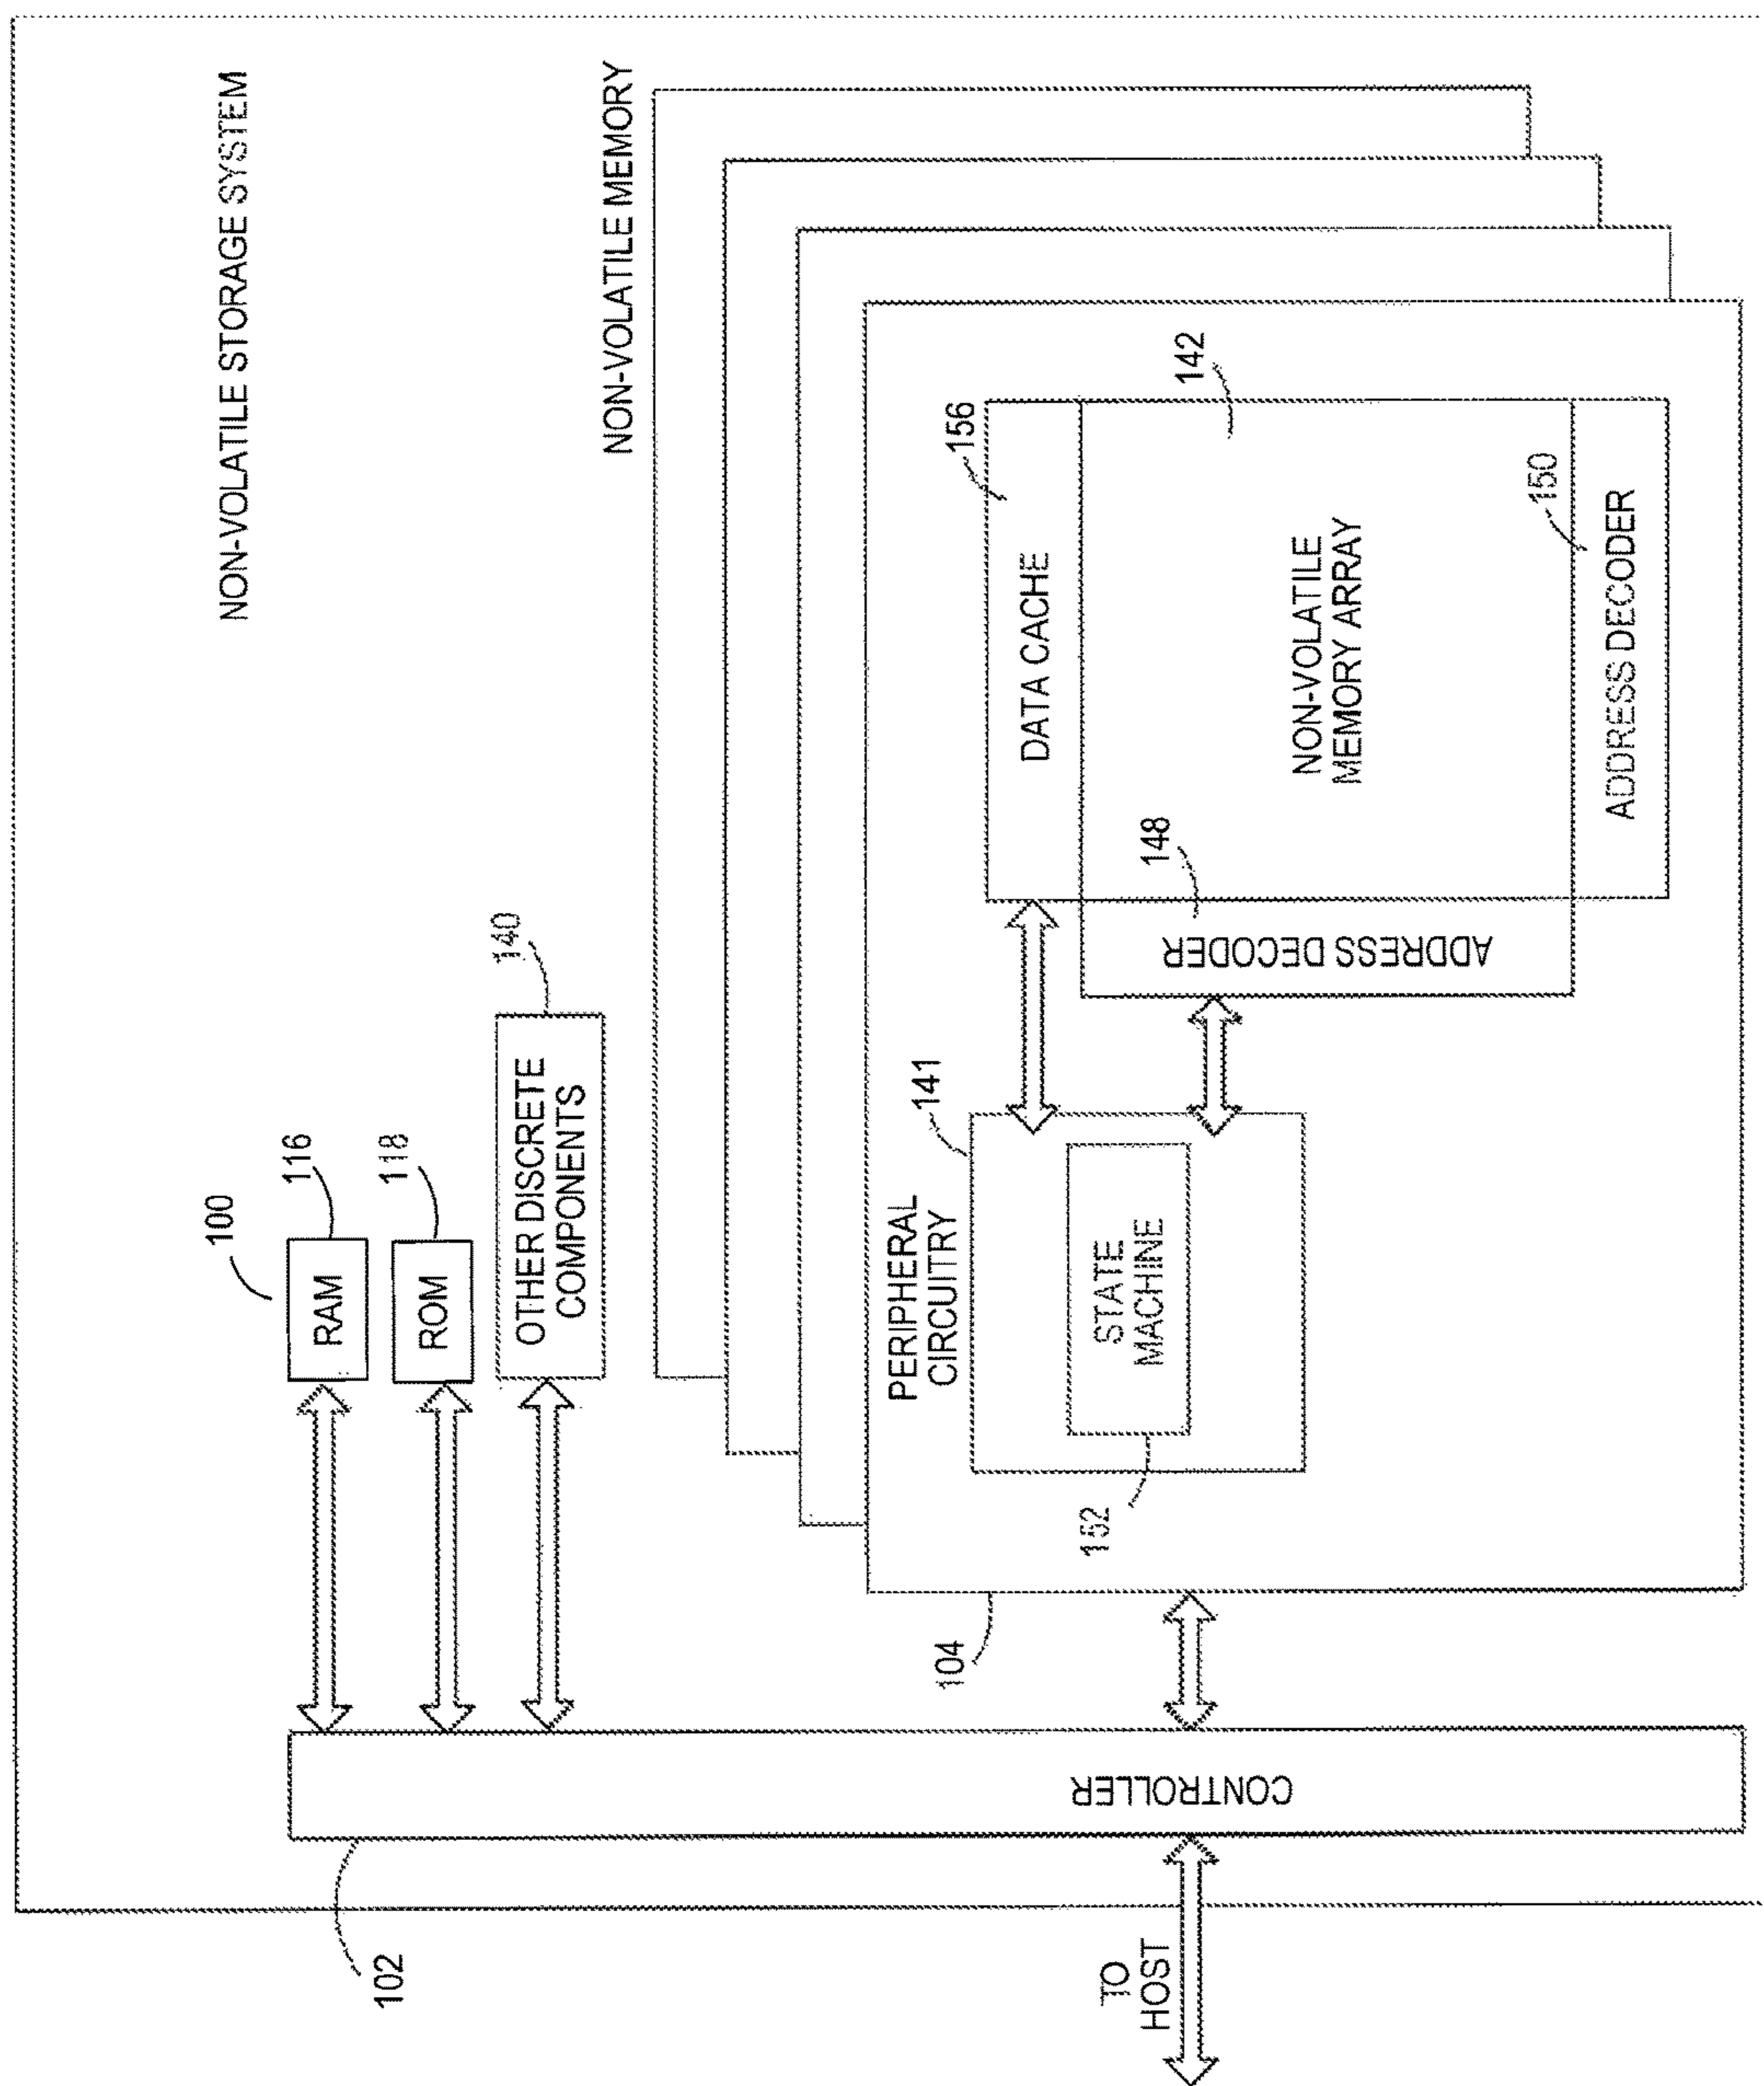 NON-VOLATILE STORAGE SYSTEM
100
116
RAM
118
ROM
140
OTHER DISCRETE
COMPONENTS
NON-VOLATILE MEMORY
102
CONTROLLER
TO
HOST
104
PERIPHERAL
CIRCUITRY
141
STATE
MACHINE
152
DATA CACHE
156
148
ADDRESS DECODER
NON-VOLATILE
MEMORY ARRAY
142
150
ADDRESS DECODER